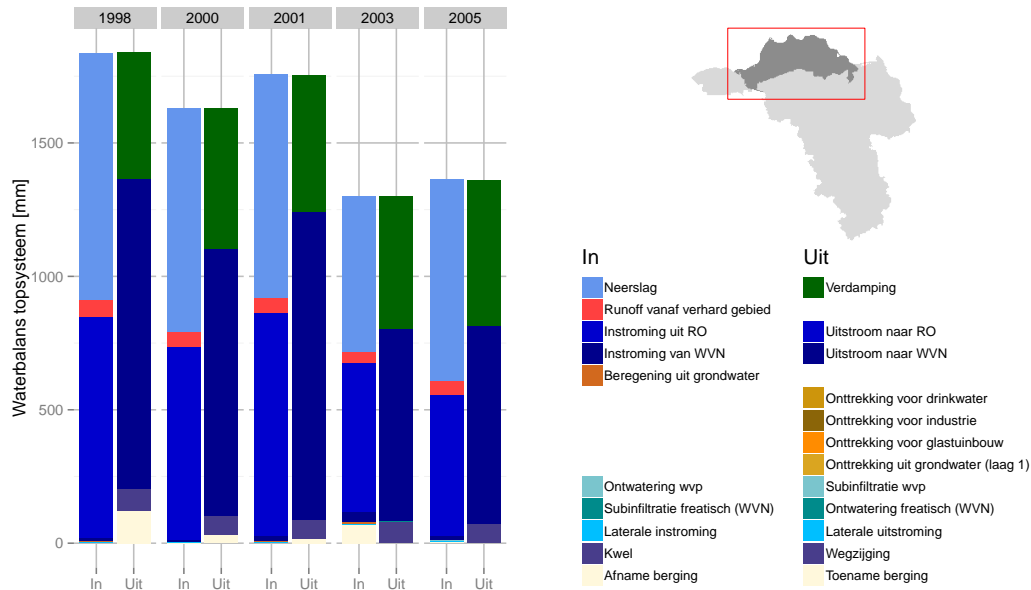 1998 2000 2001 2003 2005
Waterbalans topsysteem [mm]
1500
1000
500
0
In Uit In Uit In Uit In Uit In Uit
In
Neerslag
Runoff vanaf verhard gebied
Instroming uit RO
Instroming van WVN
Beregening uit grondwater
Ontwatering wvp
Subinfiltratie freatisch (WVN)
Laterale instroming
Kwel
Afname berging
Uit
Verdamping
Uitstroom naar RO
Uitstroom naar WVN
Onttrekking voor drinkwater
Onttrekking voor industrie
Onttrekking voor glastuinbouw
Onttrekking uit grondwater (laag 1)
Subinfiltratie wvp
Ontwatering freatisch (WVN)
Laterale uitstroming
Wegzijging
Toename berging